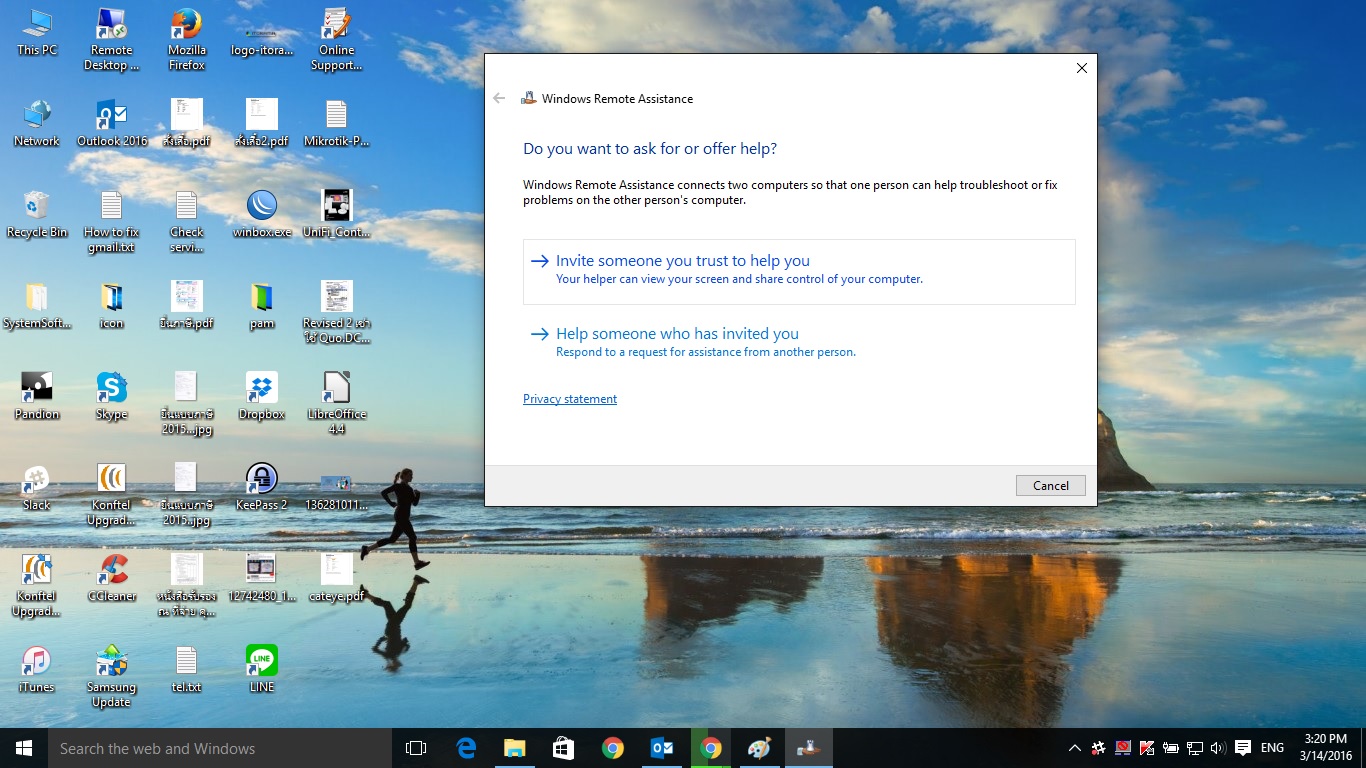 This PC
Remote
Desktop ...
Mozilla
Firefox
logo-itora...
Online
Support...
Network
Outlook 2016
สั่งเสื้อ.pdf
สั่งเสื้อ2.pdf
Mikrotik-P...
Recycle Bin
How to fix
gmail.txt
Check
servi...
winbox.exe
UniFi_Cont...
SystemSoft...
icon
ยื่นภาษี.pdf
pam
Revised 2 เช่า
ใช้ Quo.DC...
Pandion
Skype
ยื่นแบบภาษี
2015...jpg
Dropbox
LibreOffice
4.4
Slack
Konftel
Upgrad...
ยื่นแบบภาษี
2015..jpg
KeePass 2
136281011...
Konftel
Upgrad...
CCleaner
หนังสือรับรอง
ณ ที่จ่าย คุ...
12742480_1...
cateye.pdf
iTunes
Samsung
Update
tel.txt
LINE
LINE
Windows Remote Assistance
Do you want to ask for or offer help?
Windows Remote Assistance connects two computers so that one person can help troubleshoot or fix
problems on the other person's computer.
Invite someone you trust to help you
Your helper can view your screen and share control of your computer.
Help someone who has invited you
Respond to a request for assistance from another person.
Privacy statement
Cancel
Search the web and Windows
ENG
3:20 PM
3/14/2016